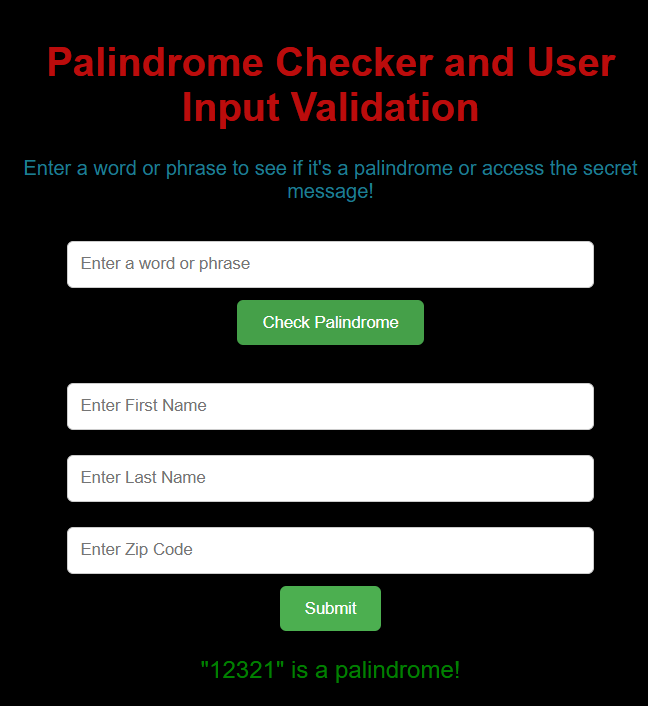 Palindrome Checker and User
Input Validation
Enter a word or phrase to see if it's a palindrome or access the secret
message!
Enter a word or phrase
Check Palindrome
Enter First Name
Enter Last Name
Enter Zip Code
Submit
"12321" is a palindrome!